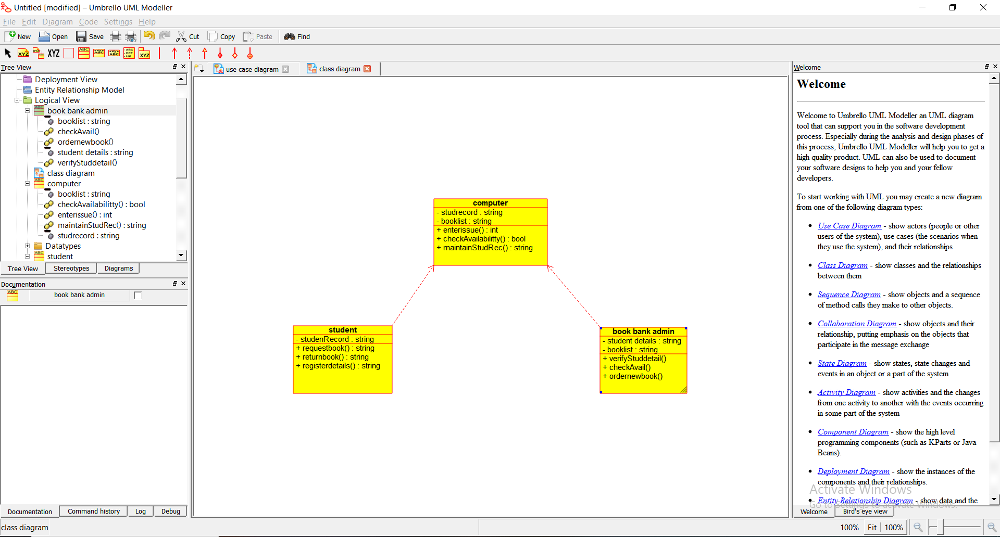 Untitled [modified] – Umbrello UML Modeller
File Edit Diagram Code Settings Help
New Open Save Cut Copy Paste Find
Tree View
Deployment View
Entity Relationship Model
Logical View
book bank admin
booklist : string
checkAvail()
ordernewbook()
student details : string
verifyStuddetail()
class diagram
computer
booklist : string
checkAvailabilitty() : bool
enterissue() : int
maintainStudRec() : string
studrecord : string
Datatypes
student
Tree View Stereotypes Diagrams
Documentation
book bank admin
Documentation Command history Log Debug
class diagram
use case diagram class diagram
computer
- studrecord : string
- booklist : string
+ enterissue() : int
+ checkAvailabilitty() : bool
+ maintainStudRec() : string
student
- studenRecord : string
+ requestbook() : string
+ returnbook() : string
+ registerdetails() : string
book bank admin
- student details : string
- booklist : string
+ verifyStuddetail()
+ checkAvail()
+ ordernewbook()
Welcome
Welcome
Welcome to Umbrello UML Modeller an UML diagram
tool that can support you in the software development
process. Especially during the analysis and design phases of
this process, Umbrello UML Modeller will help you to get a
high quality product. UML can also be used to document
your software designs to help you and your fellow
developers.
To start working with UML you may create a new diagram
from one of the following diagram types:
• Use Case Diagram - show actors (people or other
users of the system), use cases (the scenarios when
they use the system), and their relationships
• Class Diagram - show classes and the relationships
between them
• Sequence Diagram - show objects and a sequence
of method calls they make to other objects.
• Collaboration Diagram - show objects and their
relationship, putting emphasis on the objects that
participate in the message exchange
• State Diagram - show states, state changes and
events in an object or a part of the system
• Activity Diagram - show activities and the changes
from one activity to another with the events occurring
in some part of the system
• Component Diagram - show the high level
programming components (such as KParts or Java
Beans).
• Deployment Diagram - show the instances of the
components and their relationships.
• Entity-Relationship Diagram - show data and the
Activate Windows
Go to Settings to activate Windows.
Welcome Bird's eye view
100% Fit 100%